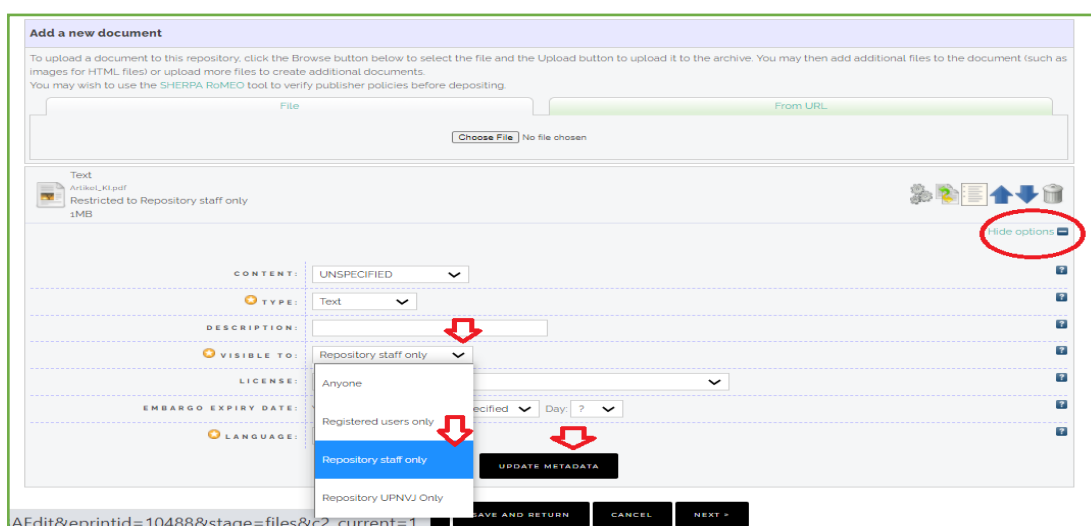 Add a new document
To upload a document to this repository, click the Browse button below to select the file and the Upload button to upload it to the archive. You may then add additional files to the document (such as
images for HTML files) or upload more files to create additional documents.
You may wish to use the SHERPA RoMEO tool to verify publisher policies before depositing.
File From URL
Choose File No file chosen
Text
Artikel_KI.pdf
Restricted to Repository staff only
1MB
Hide options
CONTENT: UNSPECIFIED ?
TYPE: Text ?
DESCRIPTION: ?
VISIBLE TO: Repository staff only ?
LICENSE: ?
Anyone
EMBARGO EXPIRY DATE: ecified Day: ? ?
Registered users only
LANGUAGE: ?
Repository staff only
UPDATE METADATA
Repository UPNVJ Only
AEdit&eprintid=10488&stage=files&c2_current=1 SAVE AND RETURN CANCEL NEXT >